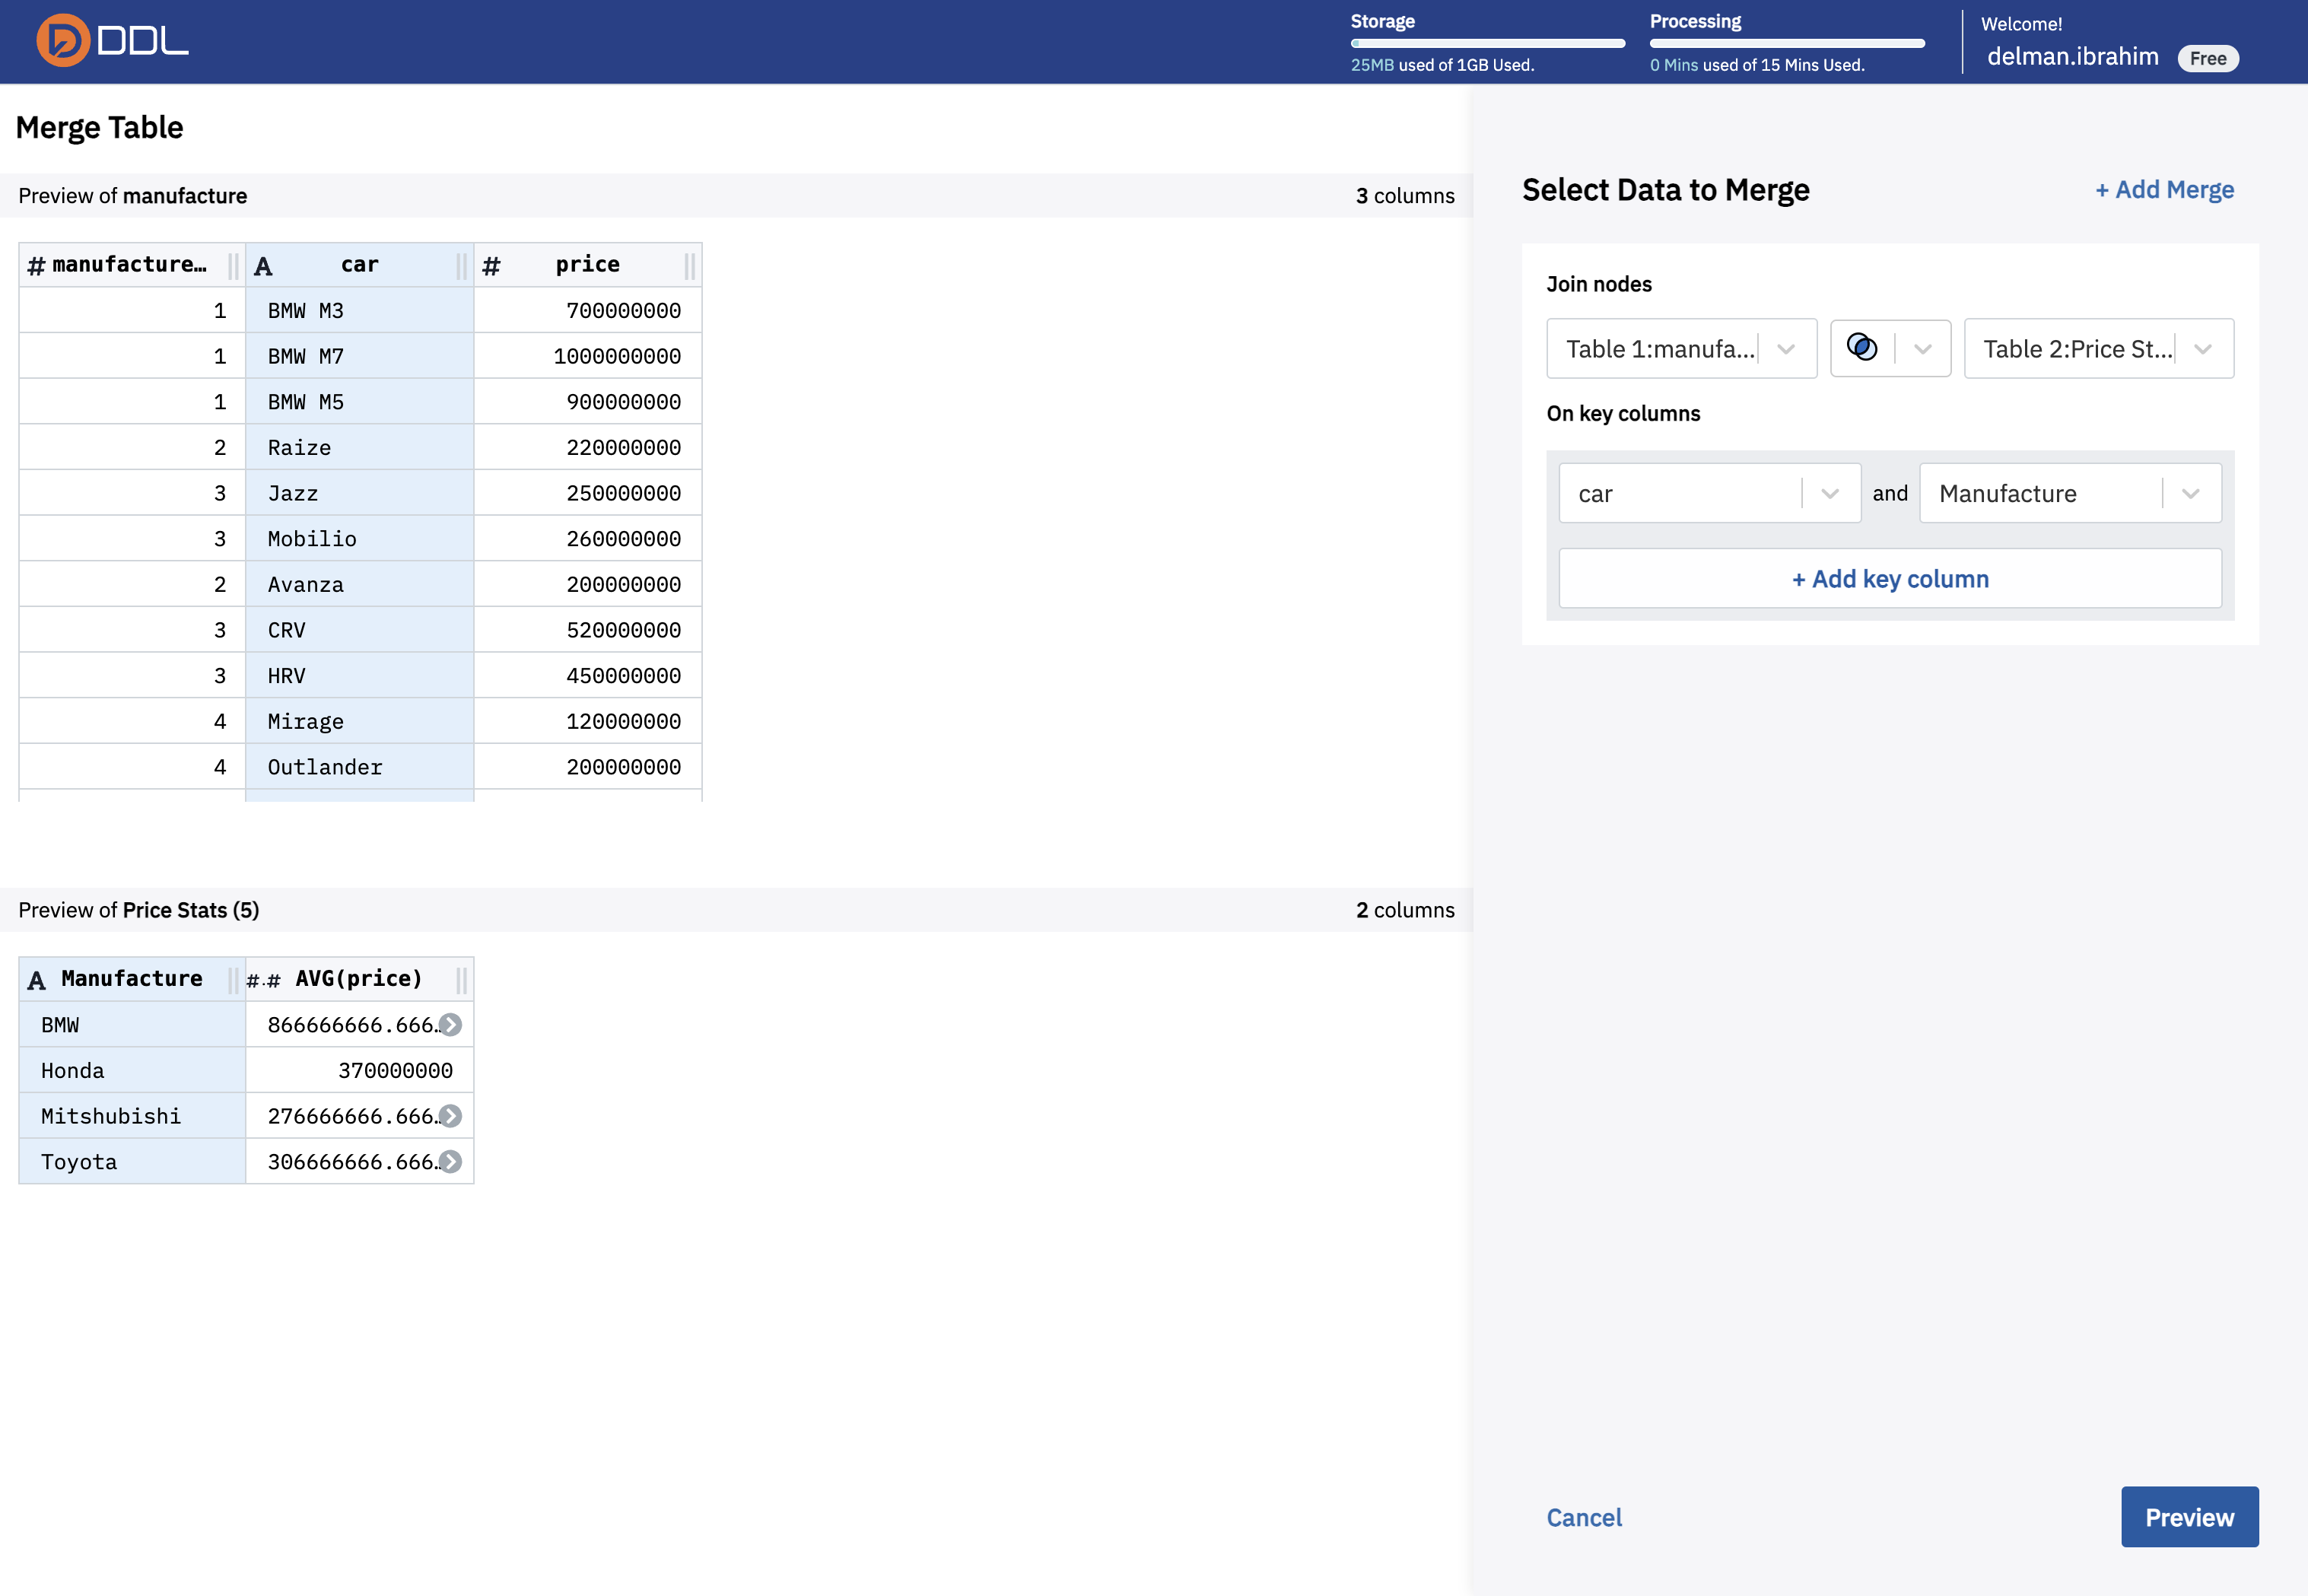 DDL
Storage
25MB used of 1GB Used.
Processing
0 Mins used of 15 Mins Used.
Welcome!
delman.ibrahim Free
Merge Table
Preview of manufacture 3 columns
# manufacture… A car # price
1 BMW M3 700000000
1 BMW M7 1000000000
1 BMW M5 900000000
2 Raize 220000000
3 Jazz 250000000
3 Mobilio 260000000
2 Avanza 200000000
3 CRV 520000000
3 HRV 450000000
4 Mirage 120000000
4 Outlander 200000000
Preview of Price Stats (5) 2 columns
A Manufacture #.# AVG(price)
BMW 866666666.666…
Honda 370000000
Mitshubishi 276666666.666…
Toyota 306666666.666…
Select Data to Merge + Add Merge
Join nodes
Table 1:manufa... Table 2:Price St...
On key columns
car and Manufacture
+ Add key column
Cancel Preview